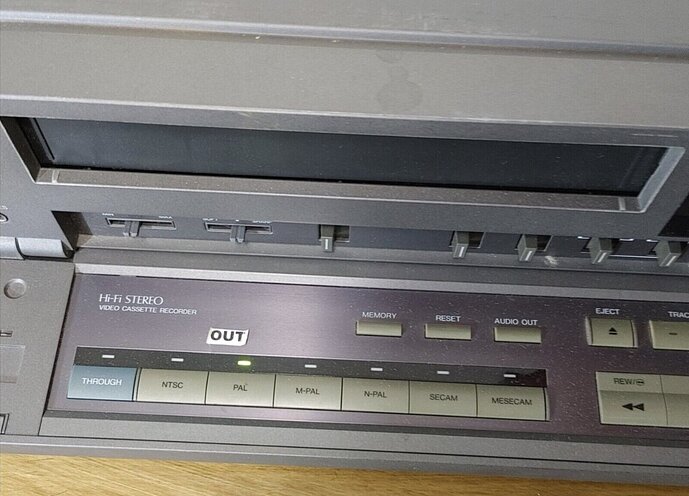 Hi-Fi STEREO
VIDEO CASSETTE RECORDER
OUT
MEMORY
RESET
AUDIO OUT
EJECT
THROUGH
NTSC
PAL
M-PAL
N-PAL
SECAM
MESECAM
REW/